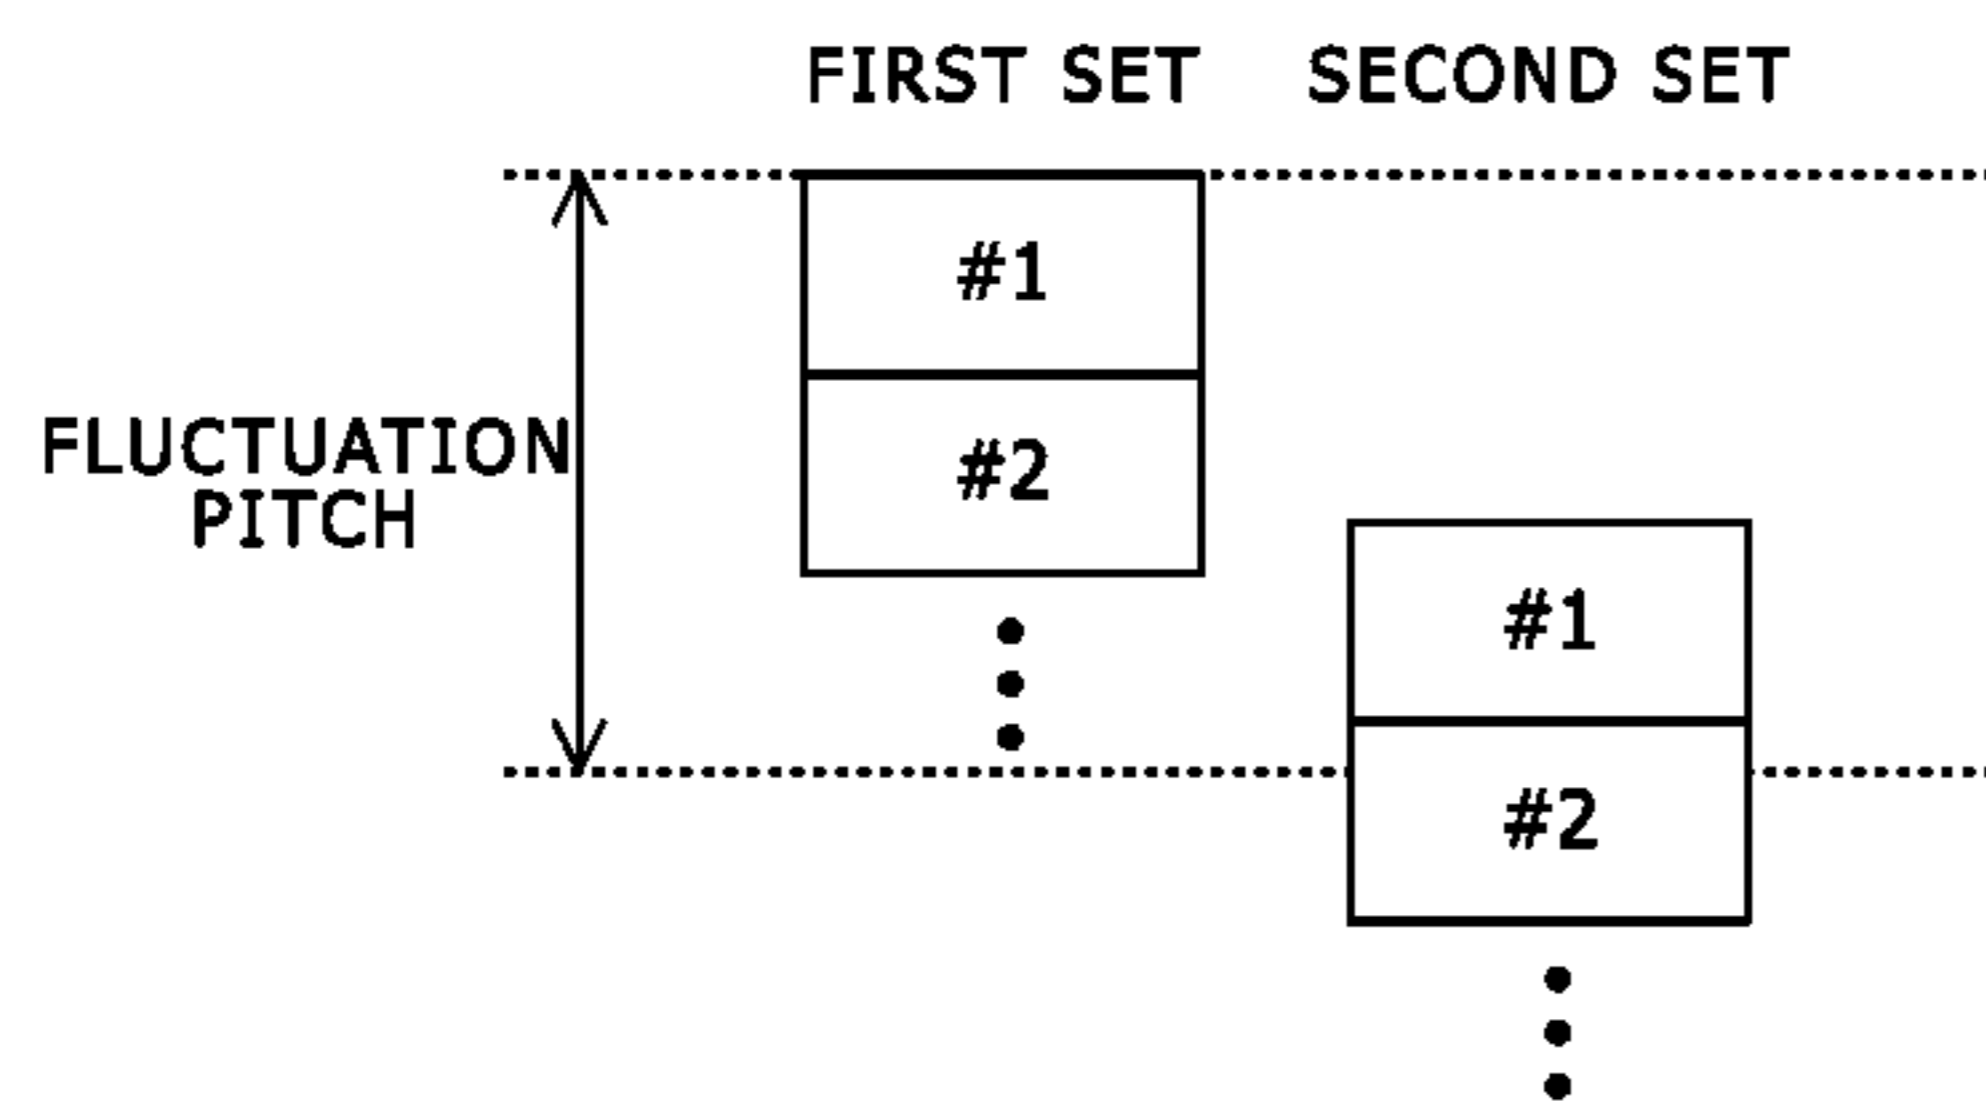 FIRST SET
SECOND SET
#1
#2
FLUCTUATION
PITCH
#1
#2